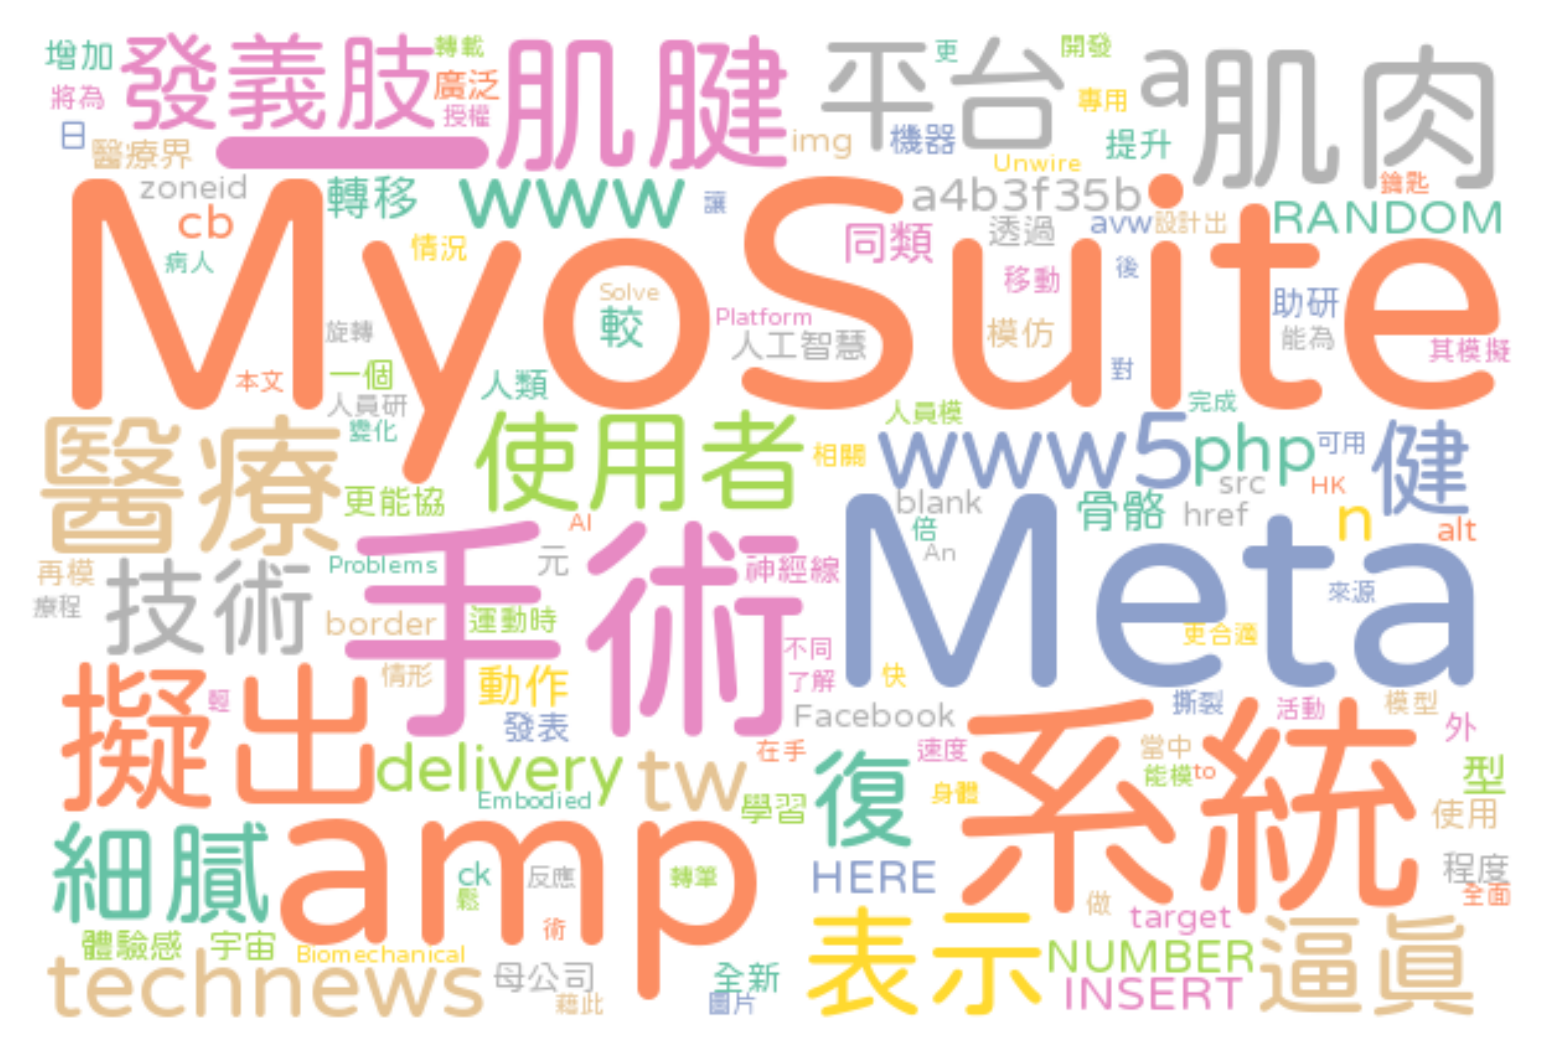 增加
發義肢
轉載
肌腱
平台
更
開發
a
肌肉
將為
廣泛
授權
專用
日
醫療界
img
機器
提升
Unwire
zoneid
轉移
www
讓
a4b3f35b
鑰匙
cb
同類
透過
avw
設計出
RANDOM
MyoSuite
病人
情況
移動
後
Solve
助研
旋轉
較
Platform
人工智慧
模仿
能為
其模擬
本文
一個
人類
對
人員研
變化
人員模
完成
醫療
使用者
相關
www5
php
可用
健
更能協
blank
骨骼
src
HK
href
AI
倍
n
alt
手術
Meta
An
再模
技術
Problems
元
神經線
來源
療程
border
運動時
更合適
不同
擬出
情形
動作
了解
快
輕
發表
Facebook
撕裂
活動
模型
系統
外
delivery
tw
在手
速度
當中
能模
to
型
Embodied
學習
復
身體
使用
細膩
amp
ck
反應
轉筆
HERE
程度
鬆
全面
術
做
target
體驗感
宇宙
Biomechanical
表示
NUMBER
逼真
technews
母公司
全新
INSERT
藉此
圖片